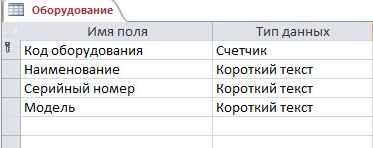 Оборудование
Имя поля Тип данных
Код оборудования Счетчик
Наименование Короткий текст
Серийный номер Короткий текст
Модель Короткий текст